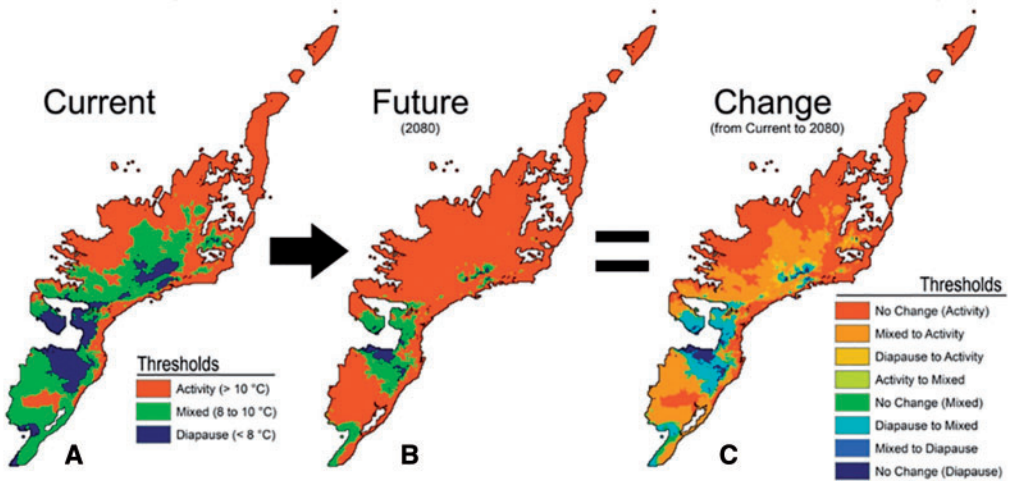 Current
Future
(2080)
Change
(from Current to 2080)
Thresholds
Activity (> 10 °C)
Mixed (8 to 10 °C)
Diapause (< 8 °C)
Thresholds
No Change (Activity)
Mixed to Activity
Diapause to Activity
Activity to Mixed
No Change (Mixed)
Diapause to Mixed
Mixed to Diapause
No Change (Diapause)
A
B
C